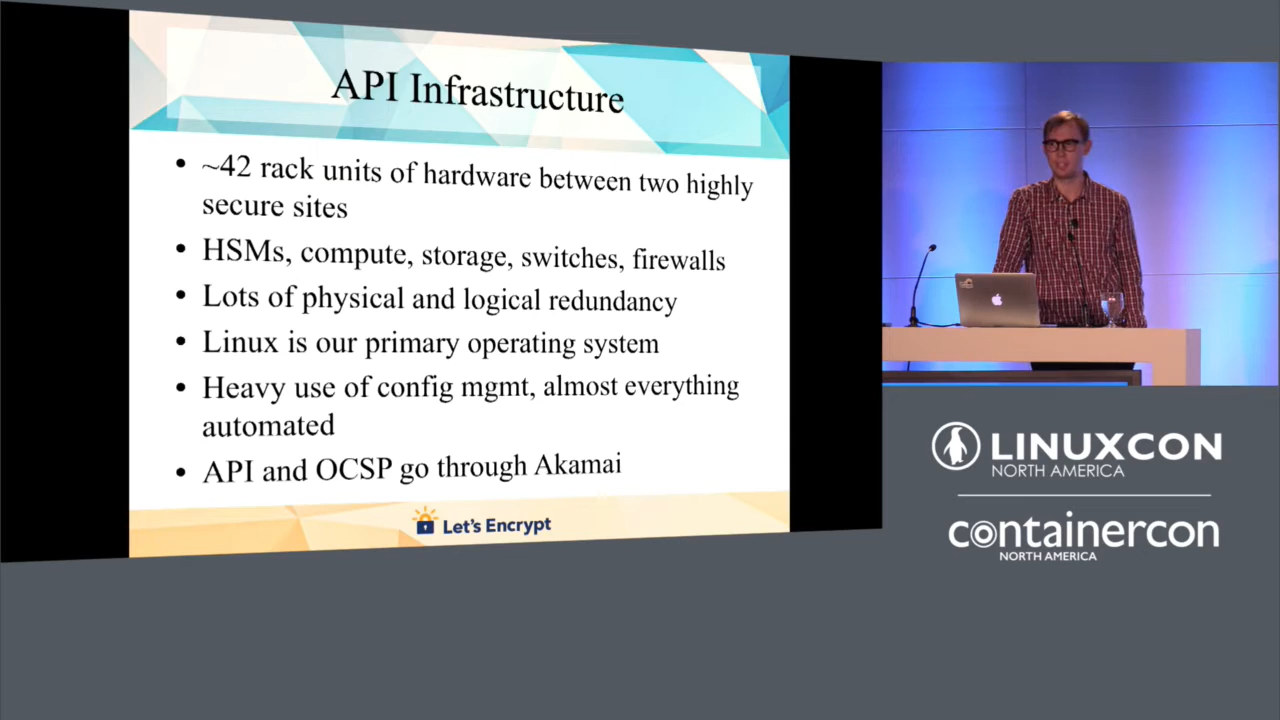 API Infrastructure
• ~42 rack units of hardware between two highly
secure sites
• HSMs, compute, storage, switches, firewalls
• Lots of physical and logical redundancy
• Linux is our primary operating system
• Heavy use of config mgmt, almost everything
automated
• API and OCSP go through Akamai
Let's Encrypt
LINUXCON
NORTH AMERICA
containercon
NORTH AMERICA